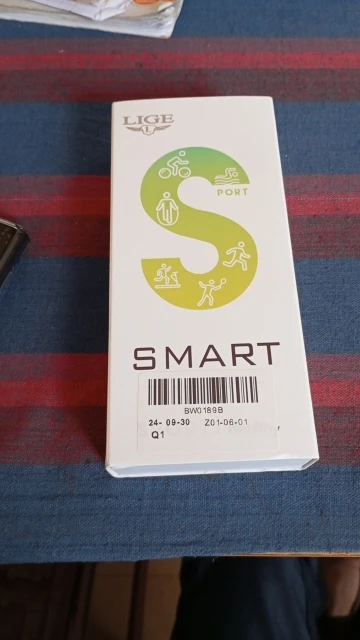 LIGE
L
PORT
SMART
BW0189B
24- 09-30 Z01-06-01
Q1